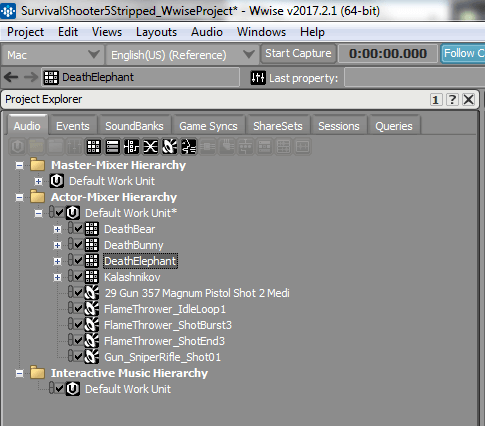 SurvivalShooter5Stripped_WwiseProject* - Wwise v2017.2.1 (64-bit)
Project Edit Views Layouts Audio Windows Help
Mac English(US) (Reference) Start Capture 0:00:00.000 Follow C
DeathElephant Last property:
Project Explorer 1 ? X
Audio Events SoundBanks Game Syncs ShareSets Sessions Queries
Master-Mixer Hierarchy
Default Work Unit
Actor-Mixer Hierarchy
Default Work Unit*
DeathBear
DeathBunny
DeathElephant
Kalashnikov
29 Gun 357 Magnum Pistol Shot 2 Medi
FlameThrower_IdleLoop1
FlameThrower_ShotBurst3
FlameThrower_ShotEnd3
Gun_SniperRifle_Shot01
Interactive Music Hierarchy
Default Work Unit